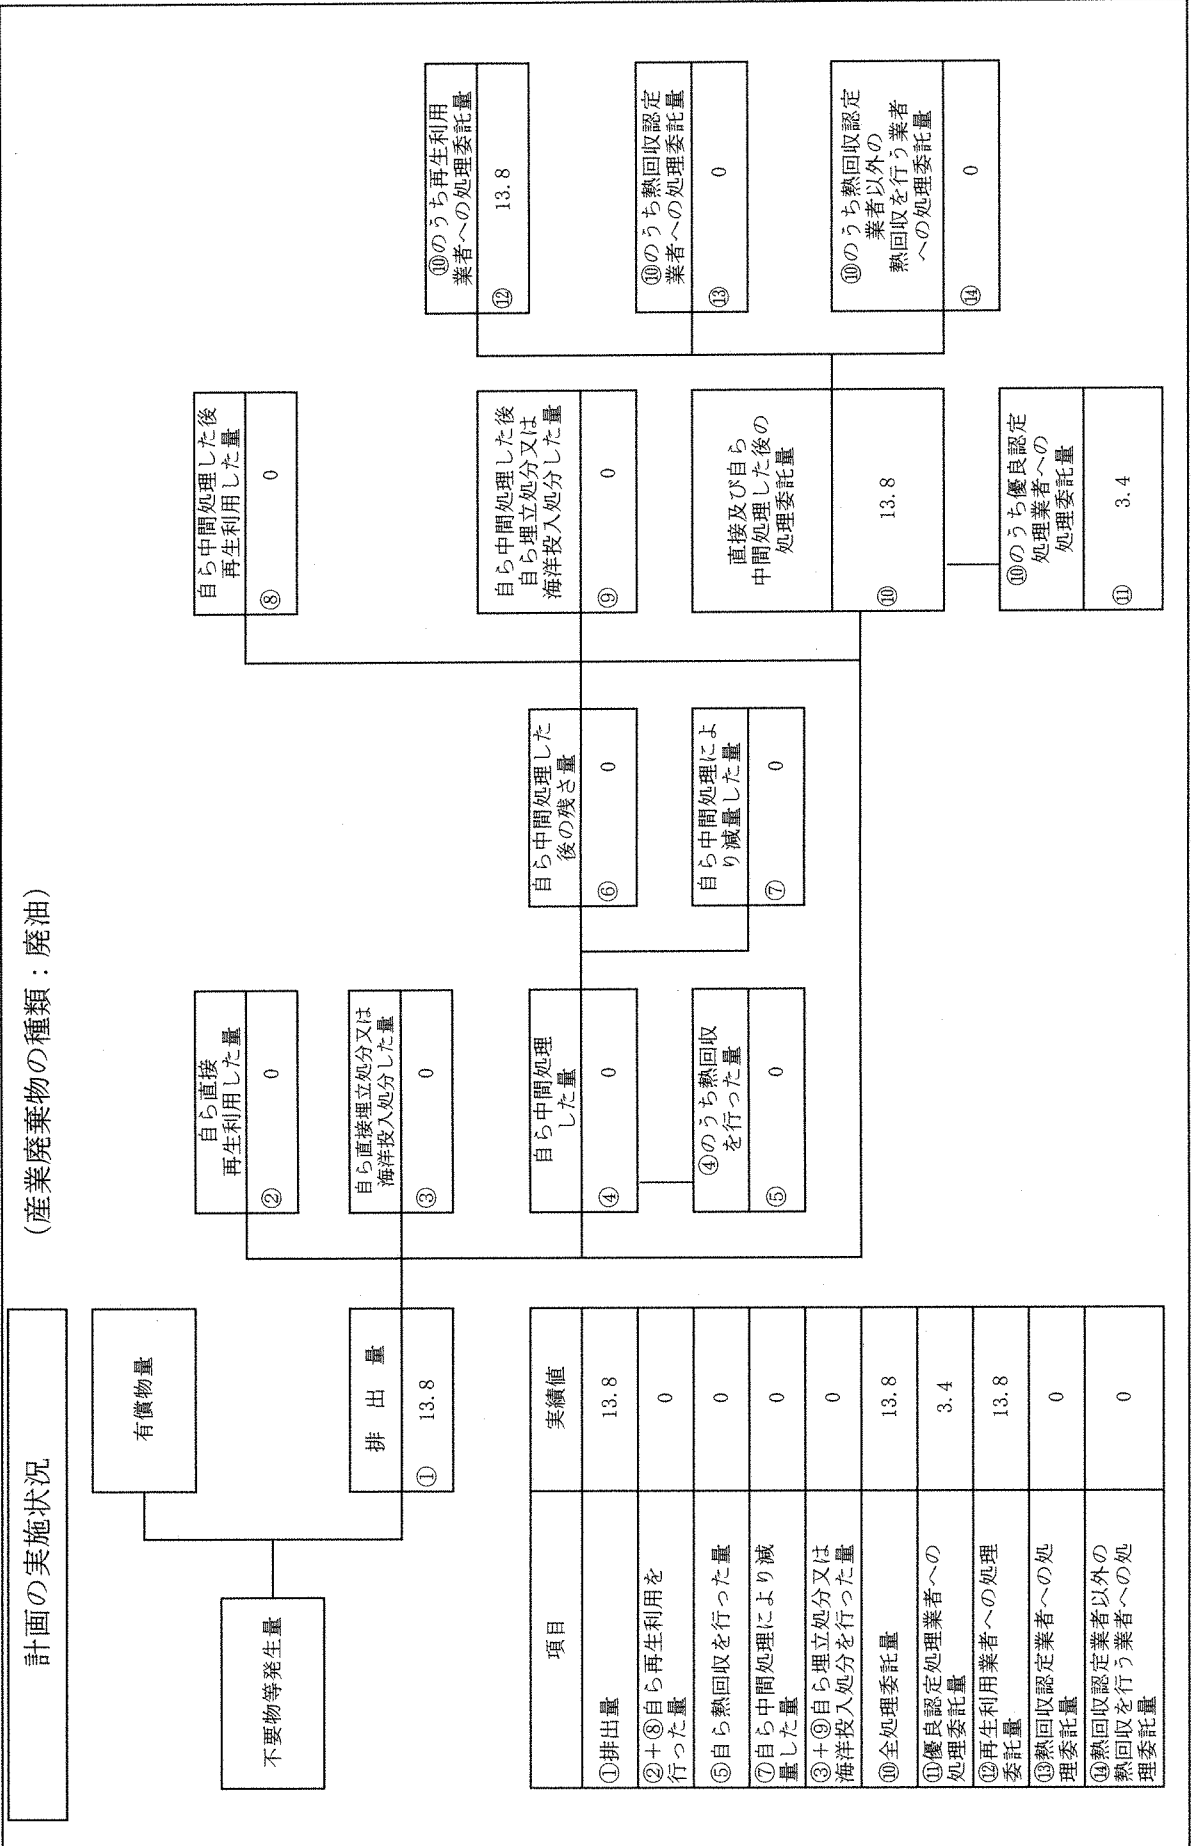 計画の実施状況
(産業廃棄物の種類：廃油)
不要物等発生量
有償物量
排 出 量
① 13.8
自ら直接
再生利用した量
② 0
自ら直接埋立処分又は
海洋投入処分した量
③ 0
自ら中間処理
した量
④ 0
④のうち熱回収
を行った量
⑤ 0
自ら中間処理した
後の残さ量
⑥ 0
自ら中間処理によ
り減量した量
⑦ 0
自ら中間処理した後
再生利用した量
⑧ 0
自ら中間処理した後
自ら埋立処分又は
海洋投入処分した量
⑨ 0
直接及び自ら
中間処理した後の
処理委託量
⑩ 13.8
⑩のうち優良認定
処理業者への
処理委託量
⑪ 3.4
⑩のうち再生利用
業者への処理委託量
⑫ 13.8
⑩のうち熱回収認定
業者への処理委託量
⑬ 0
⑩のうち熱回収認定
業者以外の
熱回収を行う業者
への処理委託量
⑭ 0
項目 実績値
①排出量 13.8
②＋⑧自ら再生利用を
行った量 0
⑤自ら熱回収を行った量 0
⑦自ら中間処理により減
量した量 0
③＋⑨自ら埋立処分又は
海洋投入処分を行った量 0
⑩全処理委託量 13.8
⑪優良認定処理業者への
処理委託量 3.4
⑫再生利用業者への処理
委託量 13.8
⑬熱回収認定業者への処
理委託量 0
⑭熱回収認定業者以外の
熱回収を行う業者への処
理委託量 0